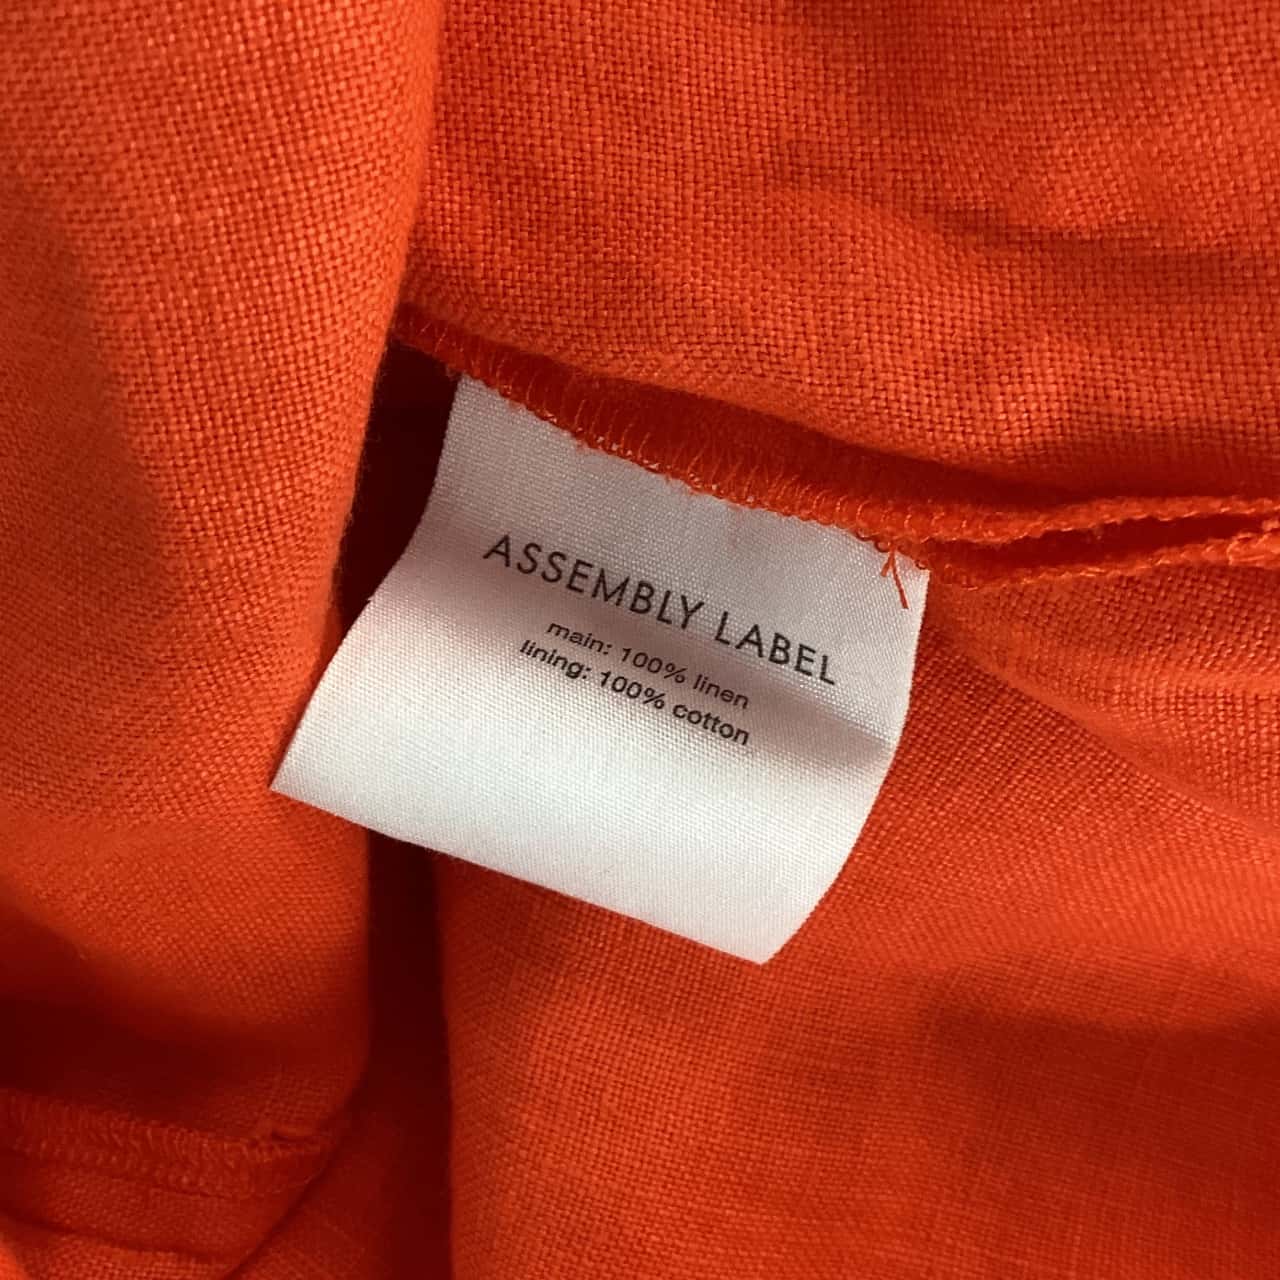 ASSEMBLY LABEL
main: 100% linen
lining: 100% cotton